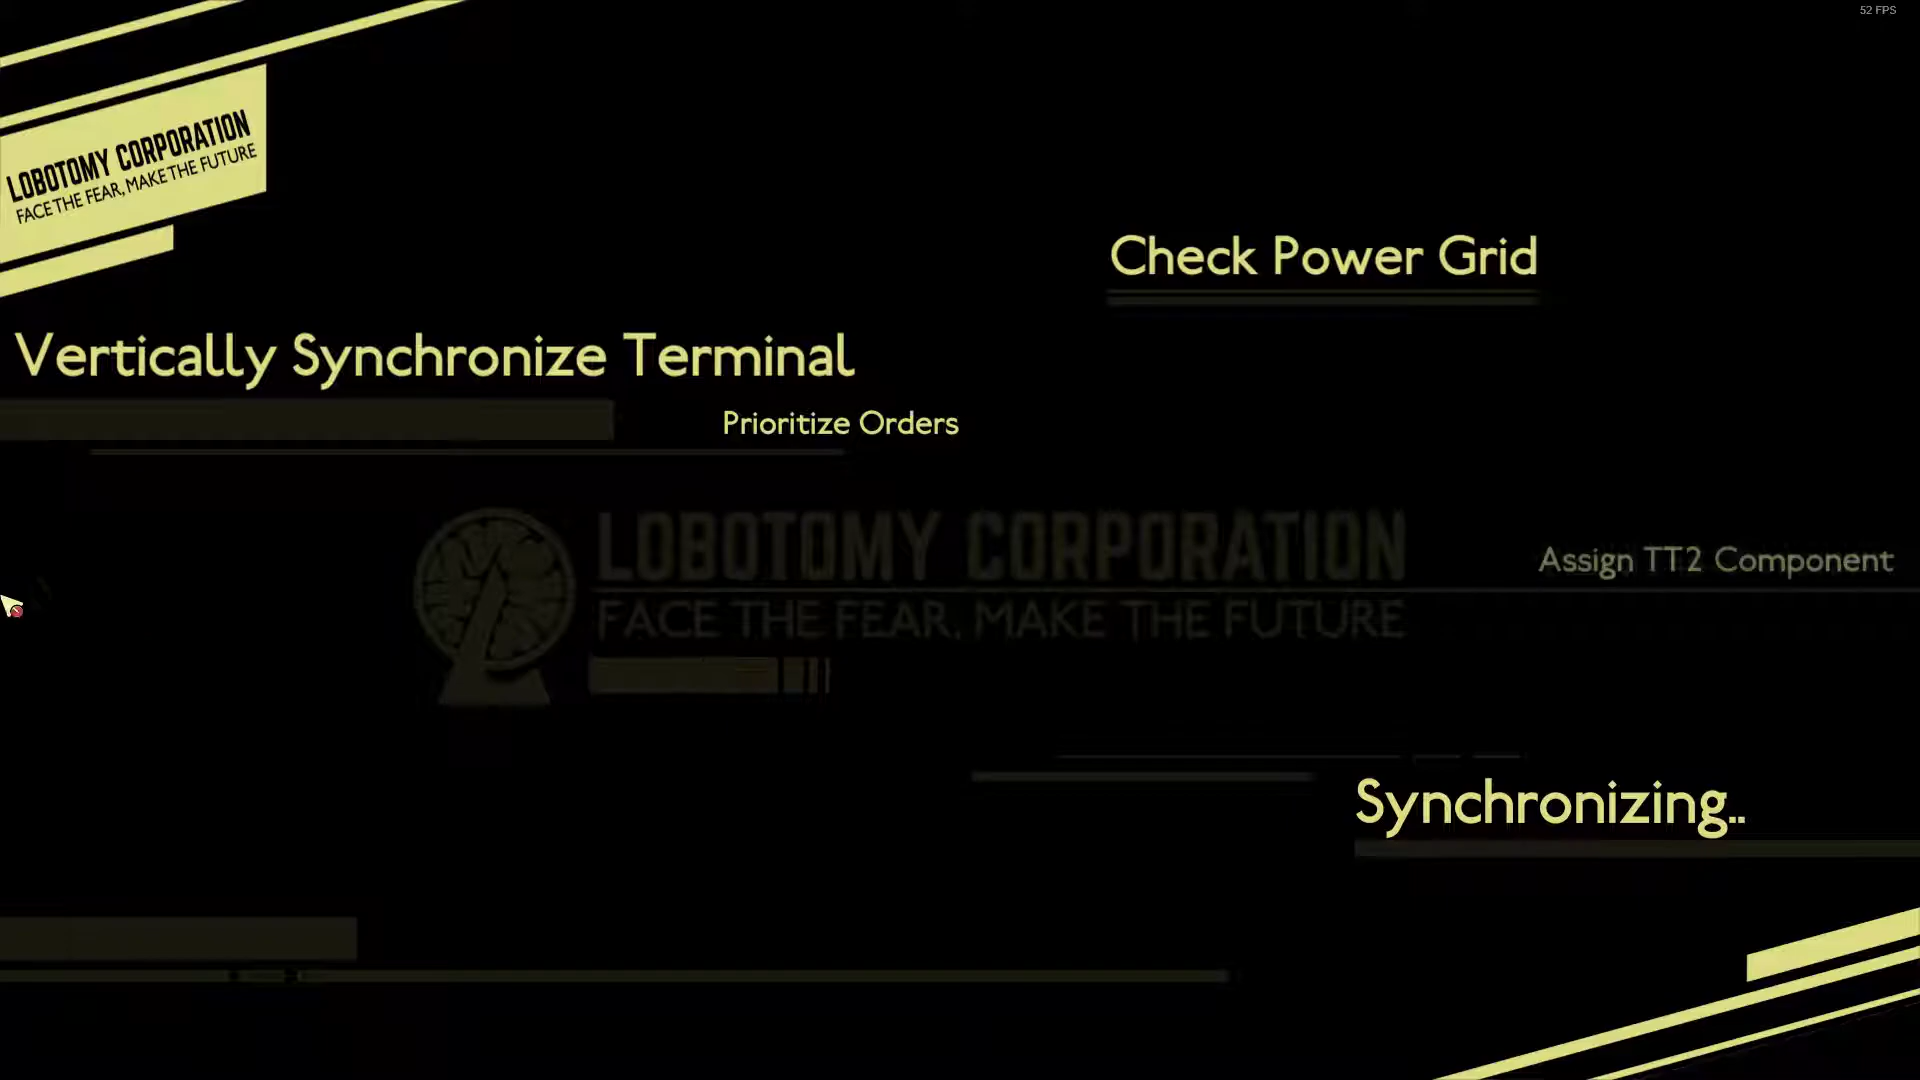 52 FPS
LOBOTOMY CORPORATION
FACE THE FEAR, MAKE THE FUTURE
Check Power Grid
Vertically Synchronize Terminal
Prioritize Orders
LOBOTOMY CORPORATION
FACE THE FEAR, MAKE THE FUTURE
Assign TT2 Component
Synchronizing..